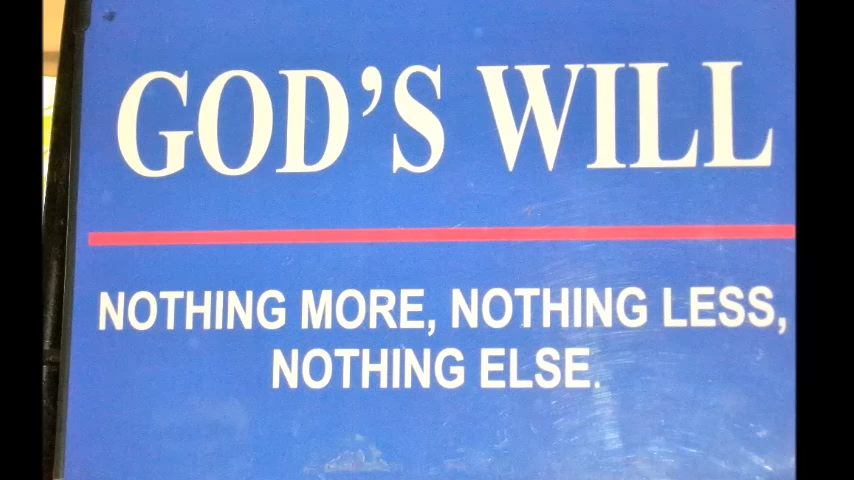 GOD’S WILL
NOTHING MORE, NOTHING LESS,
NOTHING ELSE.